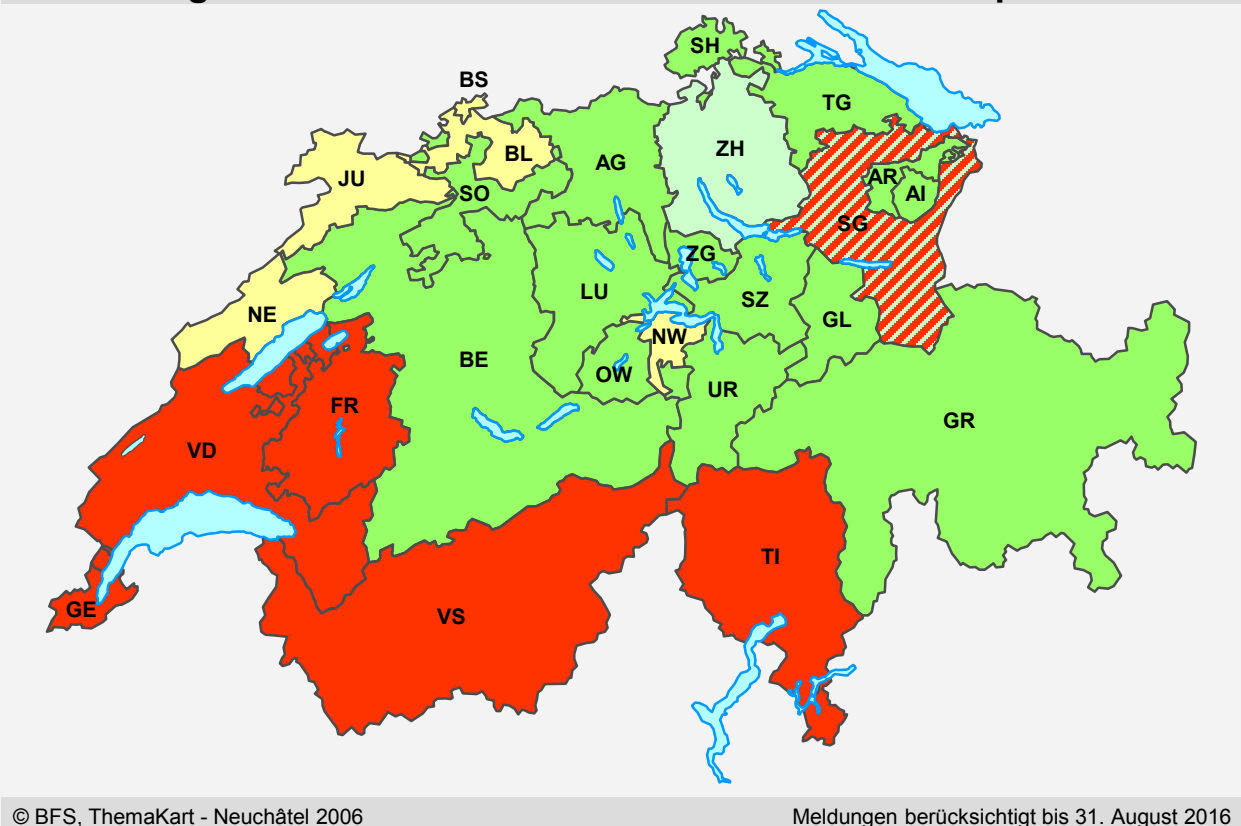 SH
BS
TG
ZH
BL
AG
JU
AR
AI
SO
SG
ZG
LU
SZ
NE
GL
NW
BE
OW
UR
FR
GR
VD
TI
GE
VS
© BFS, ThemaKart - Neuchâtel 2006
Meldungen berücksichtigt bis 31. August 2016